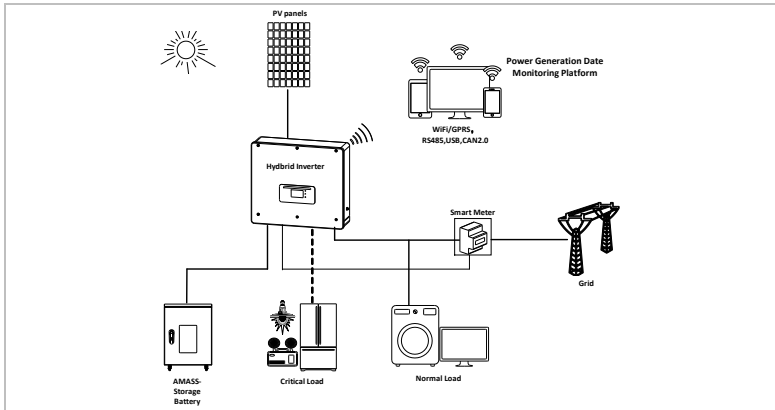 PV panels
Power Generation Date
Monitoring Platform
WiFi/GPRS,
RS485,USB,CAN2.0
Hydbrid Inverter
Smart Meter
Grid
AMASS-
Storage
Battery
Critical Load
Normal Load